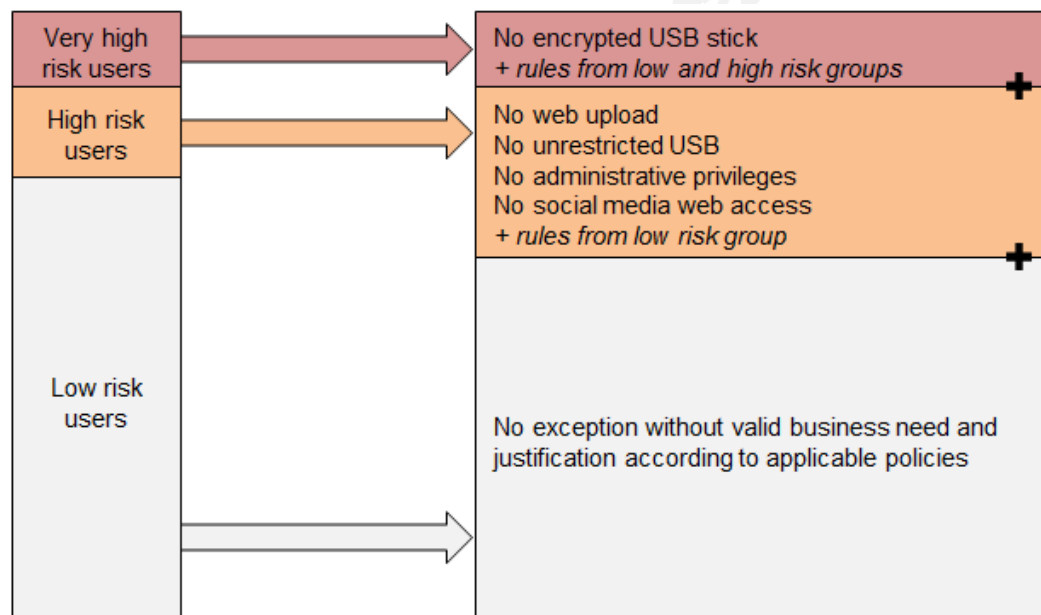 Very high
risk users
No encrypted USB stick
+ rules from low and high risk groups
High risk
users
No web upload
No unrestricted USB
No administrative privileges
No social media web access
+ rules from low risk group
Low risk
users
No exception without valid business need and
justification according to applicable policies